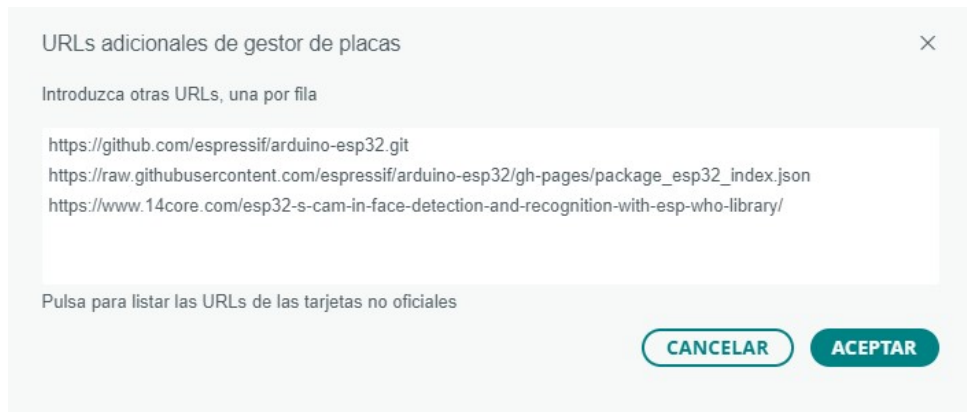 URLs adicionales de gestor de placas
Introduzca otras URLs, una por fila
https://github.com/espressif/arduino-esp32.git
https://raw.githubusercontent.com/espressif/arduino-esp32/gh-pages/package_esp32_index.json
https://www.14core.com/esp32-s-cam-in-face-detection-and-recognition-with-esp-who-library/
Pulsa para listar las URLs de las tarjetas no oficiales
CANCELAR ACEPTAR